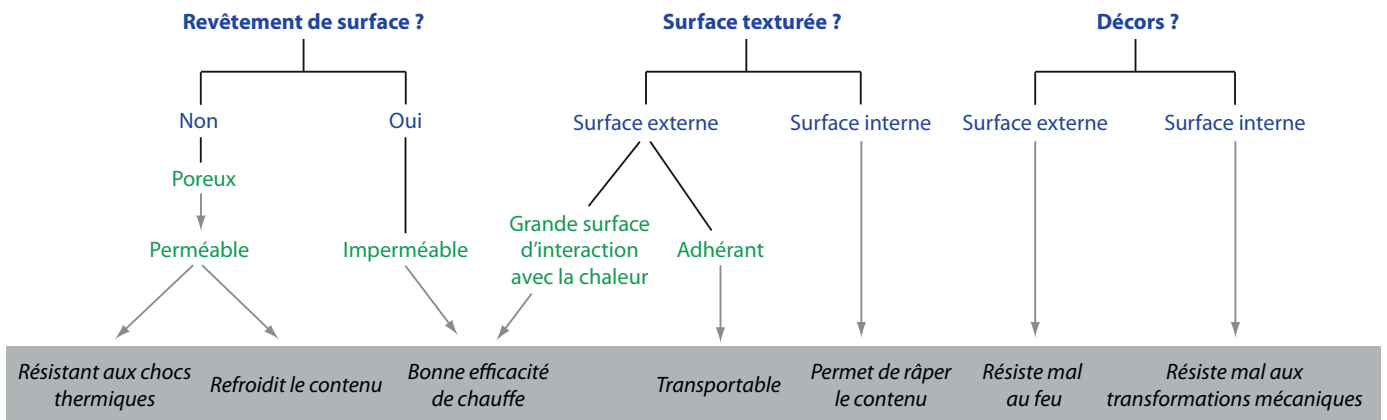 Revêtement de surface ?
Surface texturée ?
Décors ?
Non
Oui
Surface externe
Surface interne
Surface externe
Surface interne
Poreux
Perméable
Imperméable
Grande surface
d'interaction
avec la chaleur
Adhérant
Résistant aux chocs
thermiques
Refroidit le contenu
Bonne efficacité
de chauffe
Transportable
Permet de râper
le contenu
Résiste mal
au feu
Résiste mal aux
transformations mécaniques